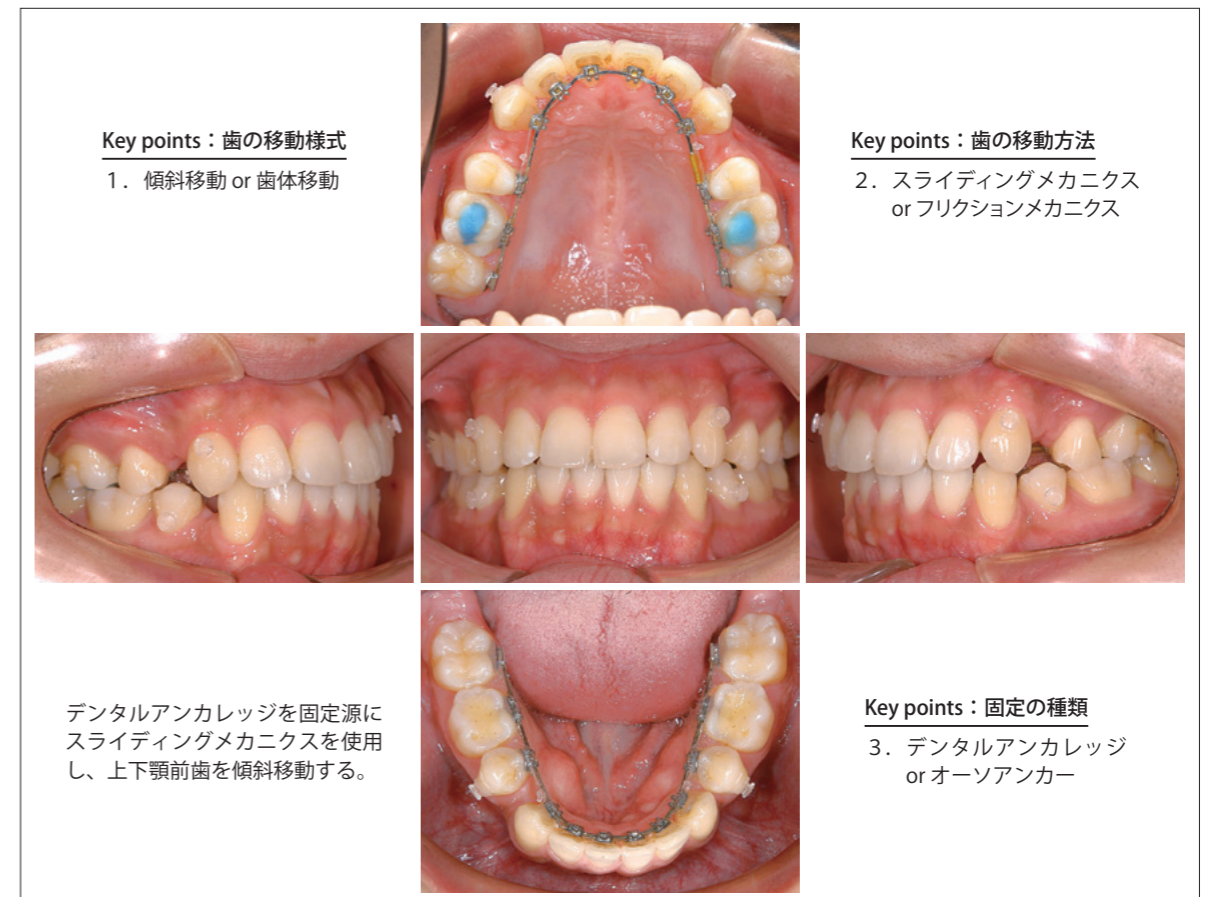 Key points：歯の移動様式
1．傾斜移動 or 歯体移動
Key points：歯の移動方法
2．スライディングメカニクス
or フリクションメカニクス
デンタルアンカレッジを固定源に
スライディングメカニクスを使用
し、上下顎前歯を傾斜移動する。
Key points：固定の種類
3．デンタルアンカレッジ
or オーソアンカー